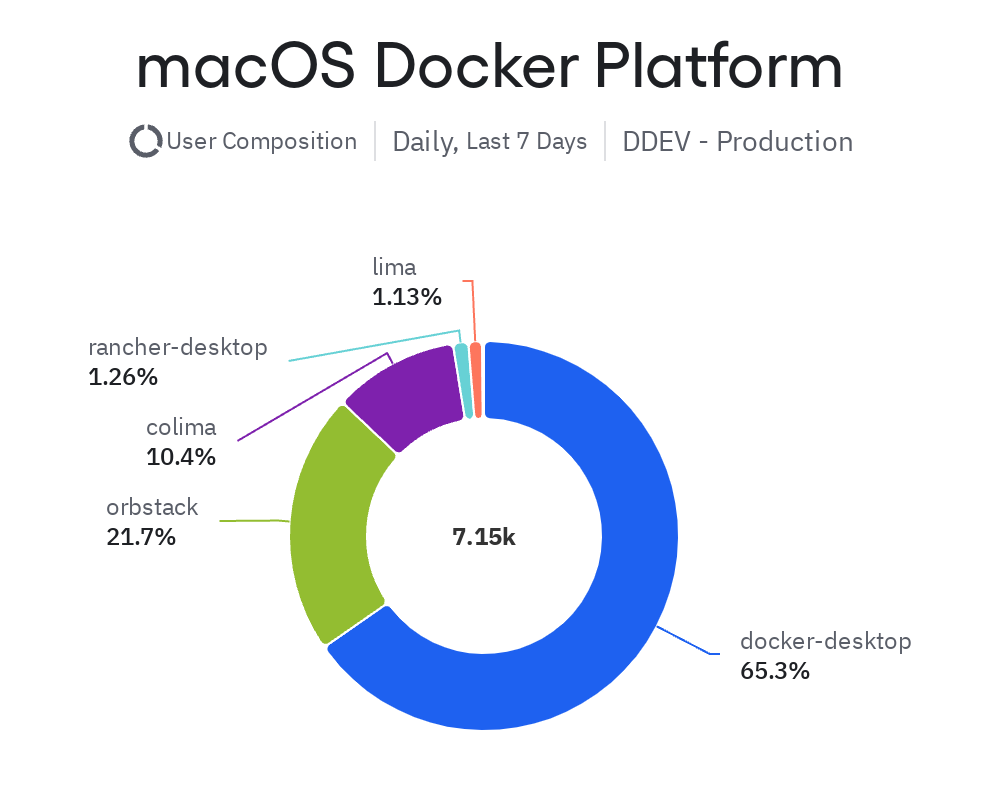 macOS Docker Platform
User Composition Daily, Last 7 Days DDEV - Production
lima
1.13%
rancher-desktop
1.26%
colima
10.4%
orbstack
21.7%
7.15k
docker-desktop
65.3%